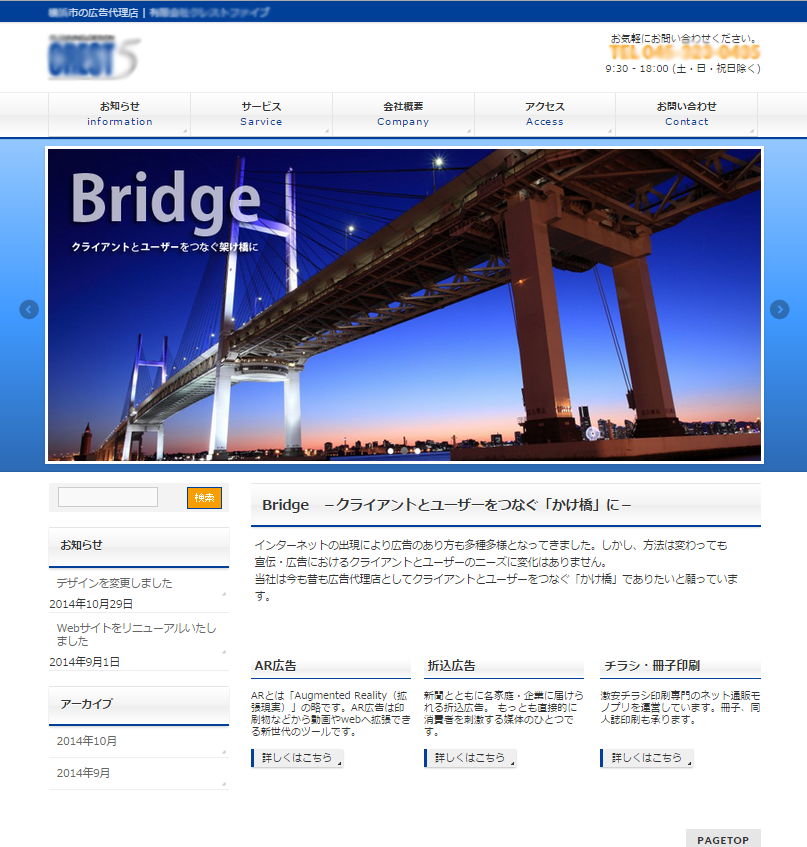 横浜市の広告代理店 |
CREST 5
お気軽にお問い合わせください。
9:30 - 18:00 (土・日・祝日除く)
お知らせ
information
サービス
Sarvice
会社概要
Company
アクセス
Access
お問い合わせ
Contact
Bridge
クライアントとユーザーをつなぐ架け橋に
検索
お知らせ
デザインを変更しました
2014年10月29日
Webサイトをリニューアルいたし
ました
2014年9月1日
アーカイブ
2014年10月
2014年9月
Bridge －クライアントとユーザーをつなぐ「かけ橋」に－
インターネットの出現により広告のあり方も多種多様となってきました。しかし、方法は変わっても
宣伝・広告におけるクライアントとユーザーのニーズに変化はありません。
当社は今も昔も広告代理店としてクライアントとユーザーをつなぐ「かけ橋」でありたいと願っていま
す。
AR広告
ARとは「Augmented Reality（拡
張現実）」の略です。AR広告は印
刷物などから動画やwebへ拡張でき
る新世代のツールです。
詳しくはこちら
折込広告
新聞とともに各家庭・企業に届けら
れる折込広告。 もっとも直接的に
消費者を刺激する媒体のひとつで
す。
詳しくはこちら
チラシ・冊子印刷
激安チラシ印刷専門のネット通販モ
ノプリを運営しています。冊子、同
人誌印刷も承ります。
詳しくはこちら
PAGETOP